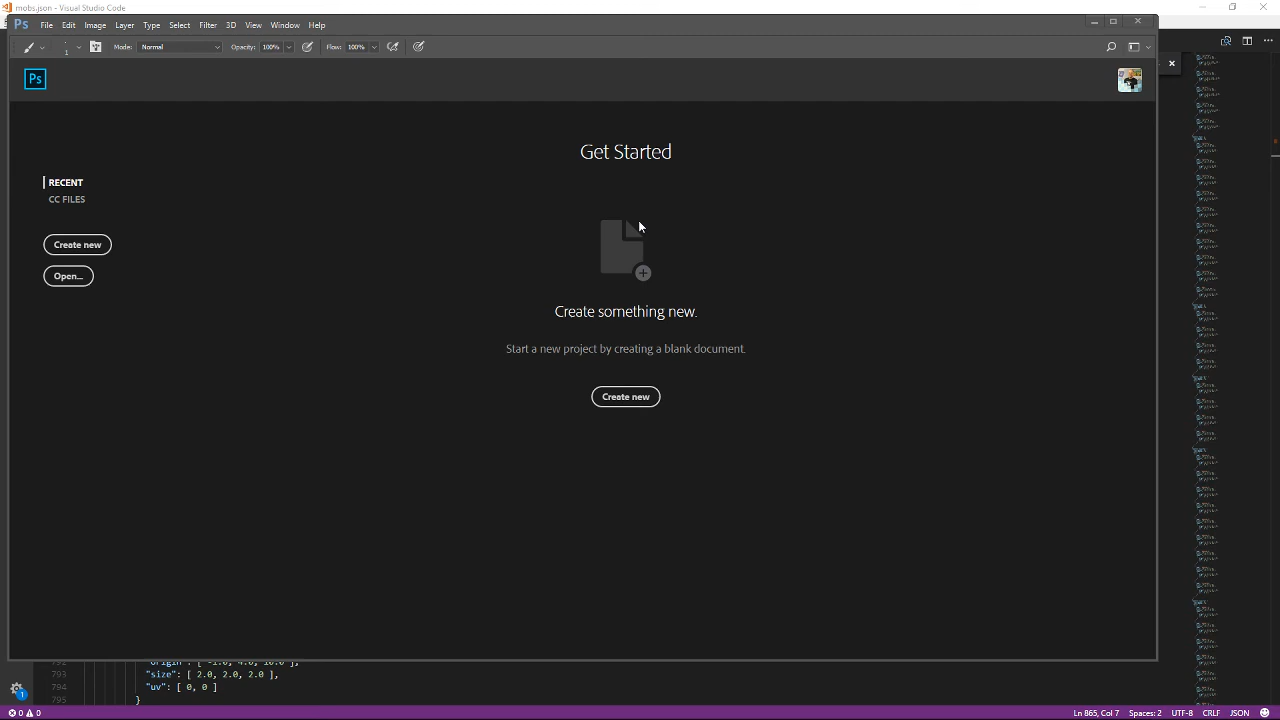 mobs.json - Visual Studio Code
Ps File Edit Image Layer Type Select Filter 3D View Window Help
1 Mode: Normal Opacity: 100% Flow: 100%
Ps
Get Started
RECENT
CC FILES
Create new
Open...
Create something new.
Start a new project by creating a blank document.
Create new
793 "size": [ 2.0, 2.0, 2.0 ],
794 "uv": [ 0, 0 ]
795 }
1
0 0 Ln 865, Col 7 Spaces: 2 UTF-8 CRLF JSON